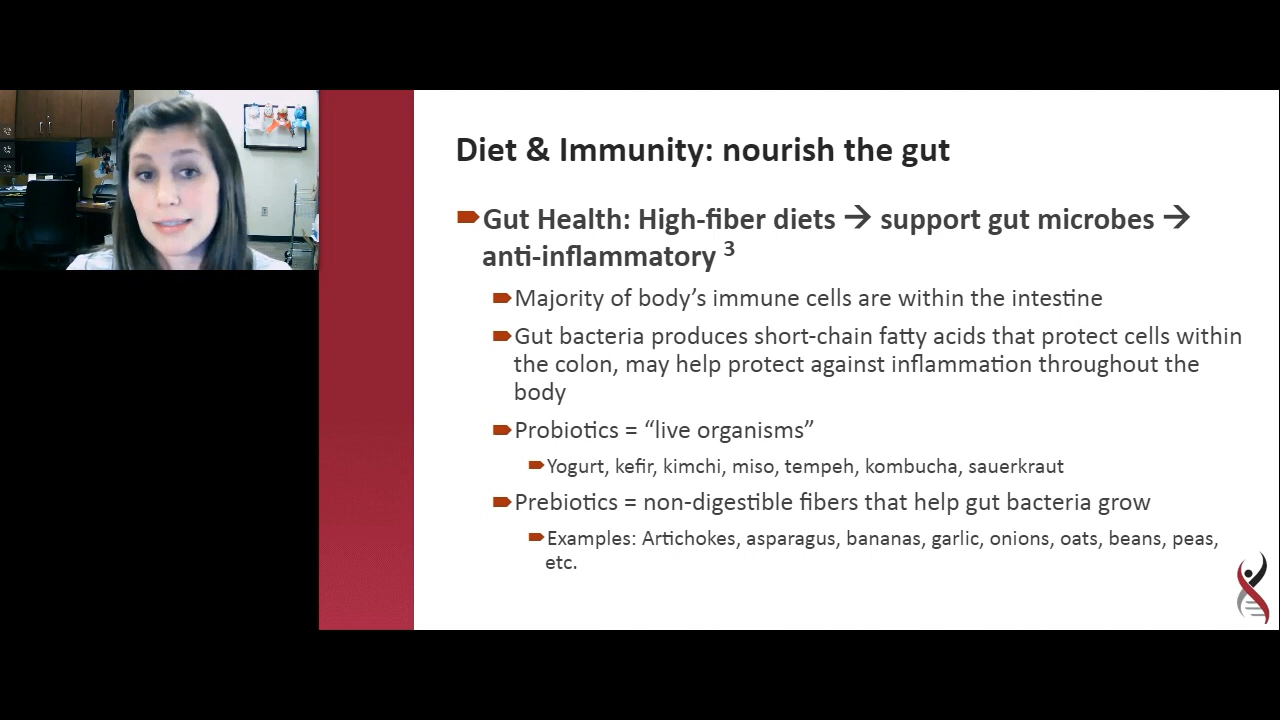 Diet & Immunity: nourish the gut
Gut Health: High-fiber diets → support gut microbes →
anti-inflammatory 3
Majority of body’s immune cells are within the intestine
Gut bacteria produces short-chain fatty acids that protect cells within
the colon, may help protect against inflammation throughout the
body
Probiotics = “live organisms”
Yogurt, kefir, kimchi, miso, tempeh, kombucha, sauerkraut
Prebiotics = non-digestible fibers that help gut bacteria grow
Examples: Artichokes, asparagus, bananas, garlic, onions, oats, beans, peas,
etc.